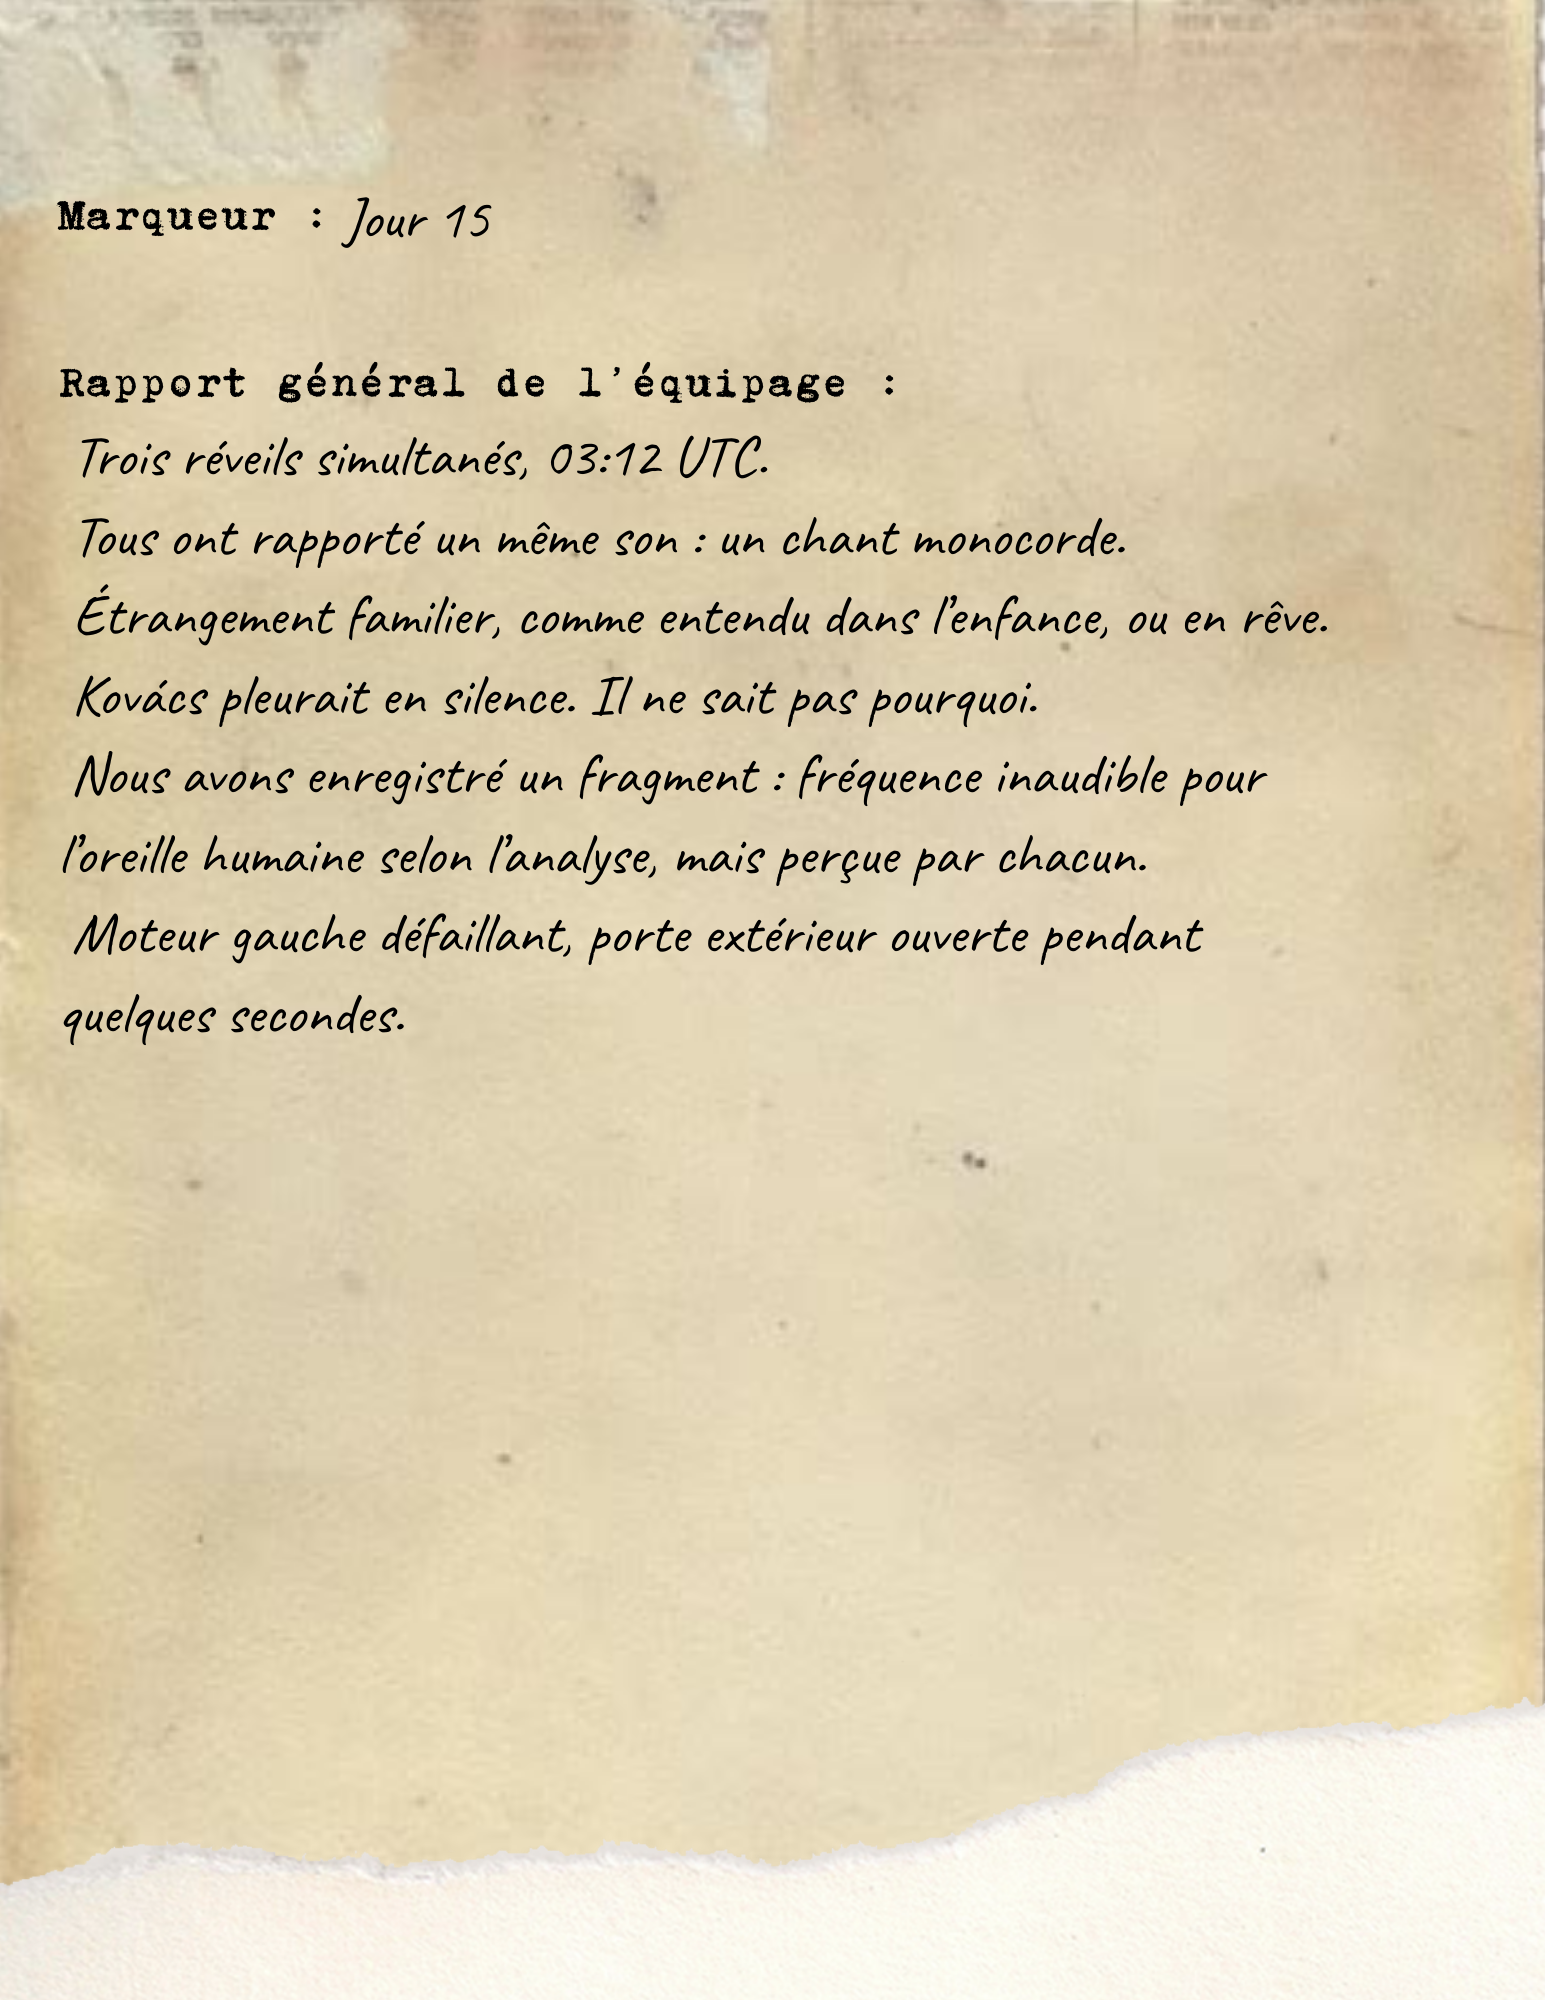 Marqueur : Jour 15
Rapport général de l'équipage :
Trois réveils simultanés, 03:12 UTC.
Tous ont rapporté un même son : un chant monocorde.
Étrangement familier, comme entendu dans l’enfance, ou en rêve.
Kovács pleurait en silence. Il ne sait pas pourquoi.
Nous avons enregistré un fragment : fréquence inaudible pour
l’oreille humaine selon l’analyse, mais perçue par chacun.
Moteur gauche défaillant, porte extérieur ouverte pendant
quelques secondes.